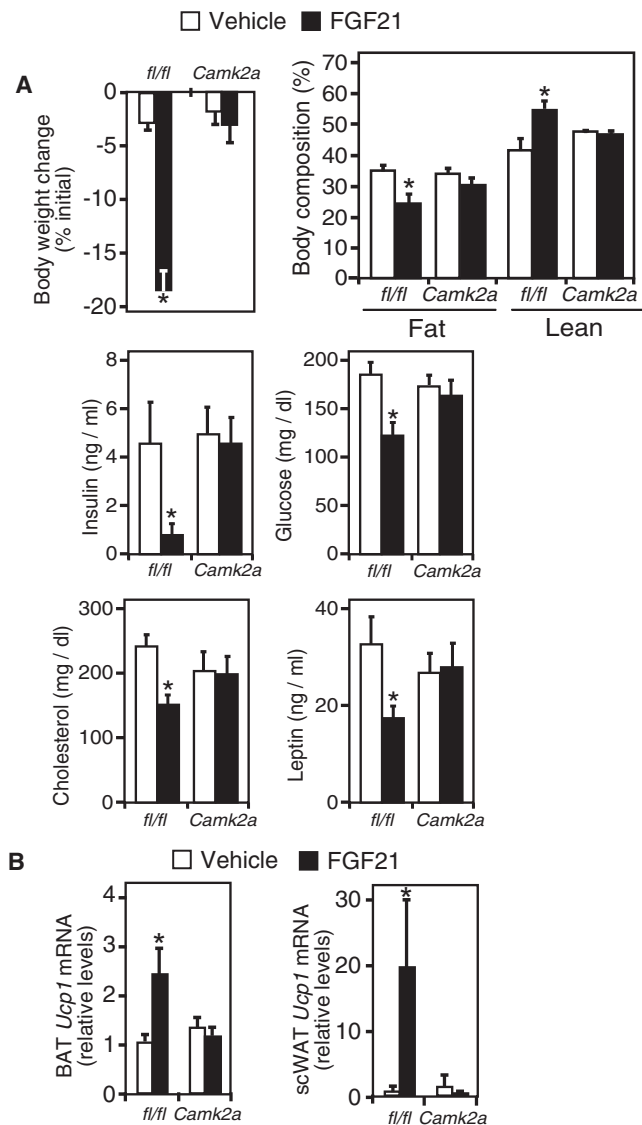 Vehicle FGF21
A
fl/fl Camk2a
0
-5
-10
-15
-20
Body weight change
(% initial)
*
70
60
50
40
30
20
10
0
Body composition (%)
* *
fl/fl Camk2a fl/fl Camk2a
Fat Lean
8
6
4
2
0
Insulin (ng / ml)
*
fl/fl Camk2a
200
150
100
50
0
Glucose (mg / dl)
*
fl/fl Camk2a
300
200
100
0
Cholesterol (mg / dl)
*
fl/fl Camk2a
40
20
0
Leptin (ng / ml)
*
fl/fl Camk2a
B
Vehicle FGF21
4
3
2
1
0
BAT Ucp1 mRNA
(relative levels)
*
fl/fl Camk2a
30
20
10
0
scWAT Ucp1 mRNA
(relative levels)
*
fl/fl Camk2a